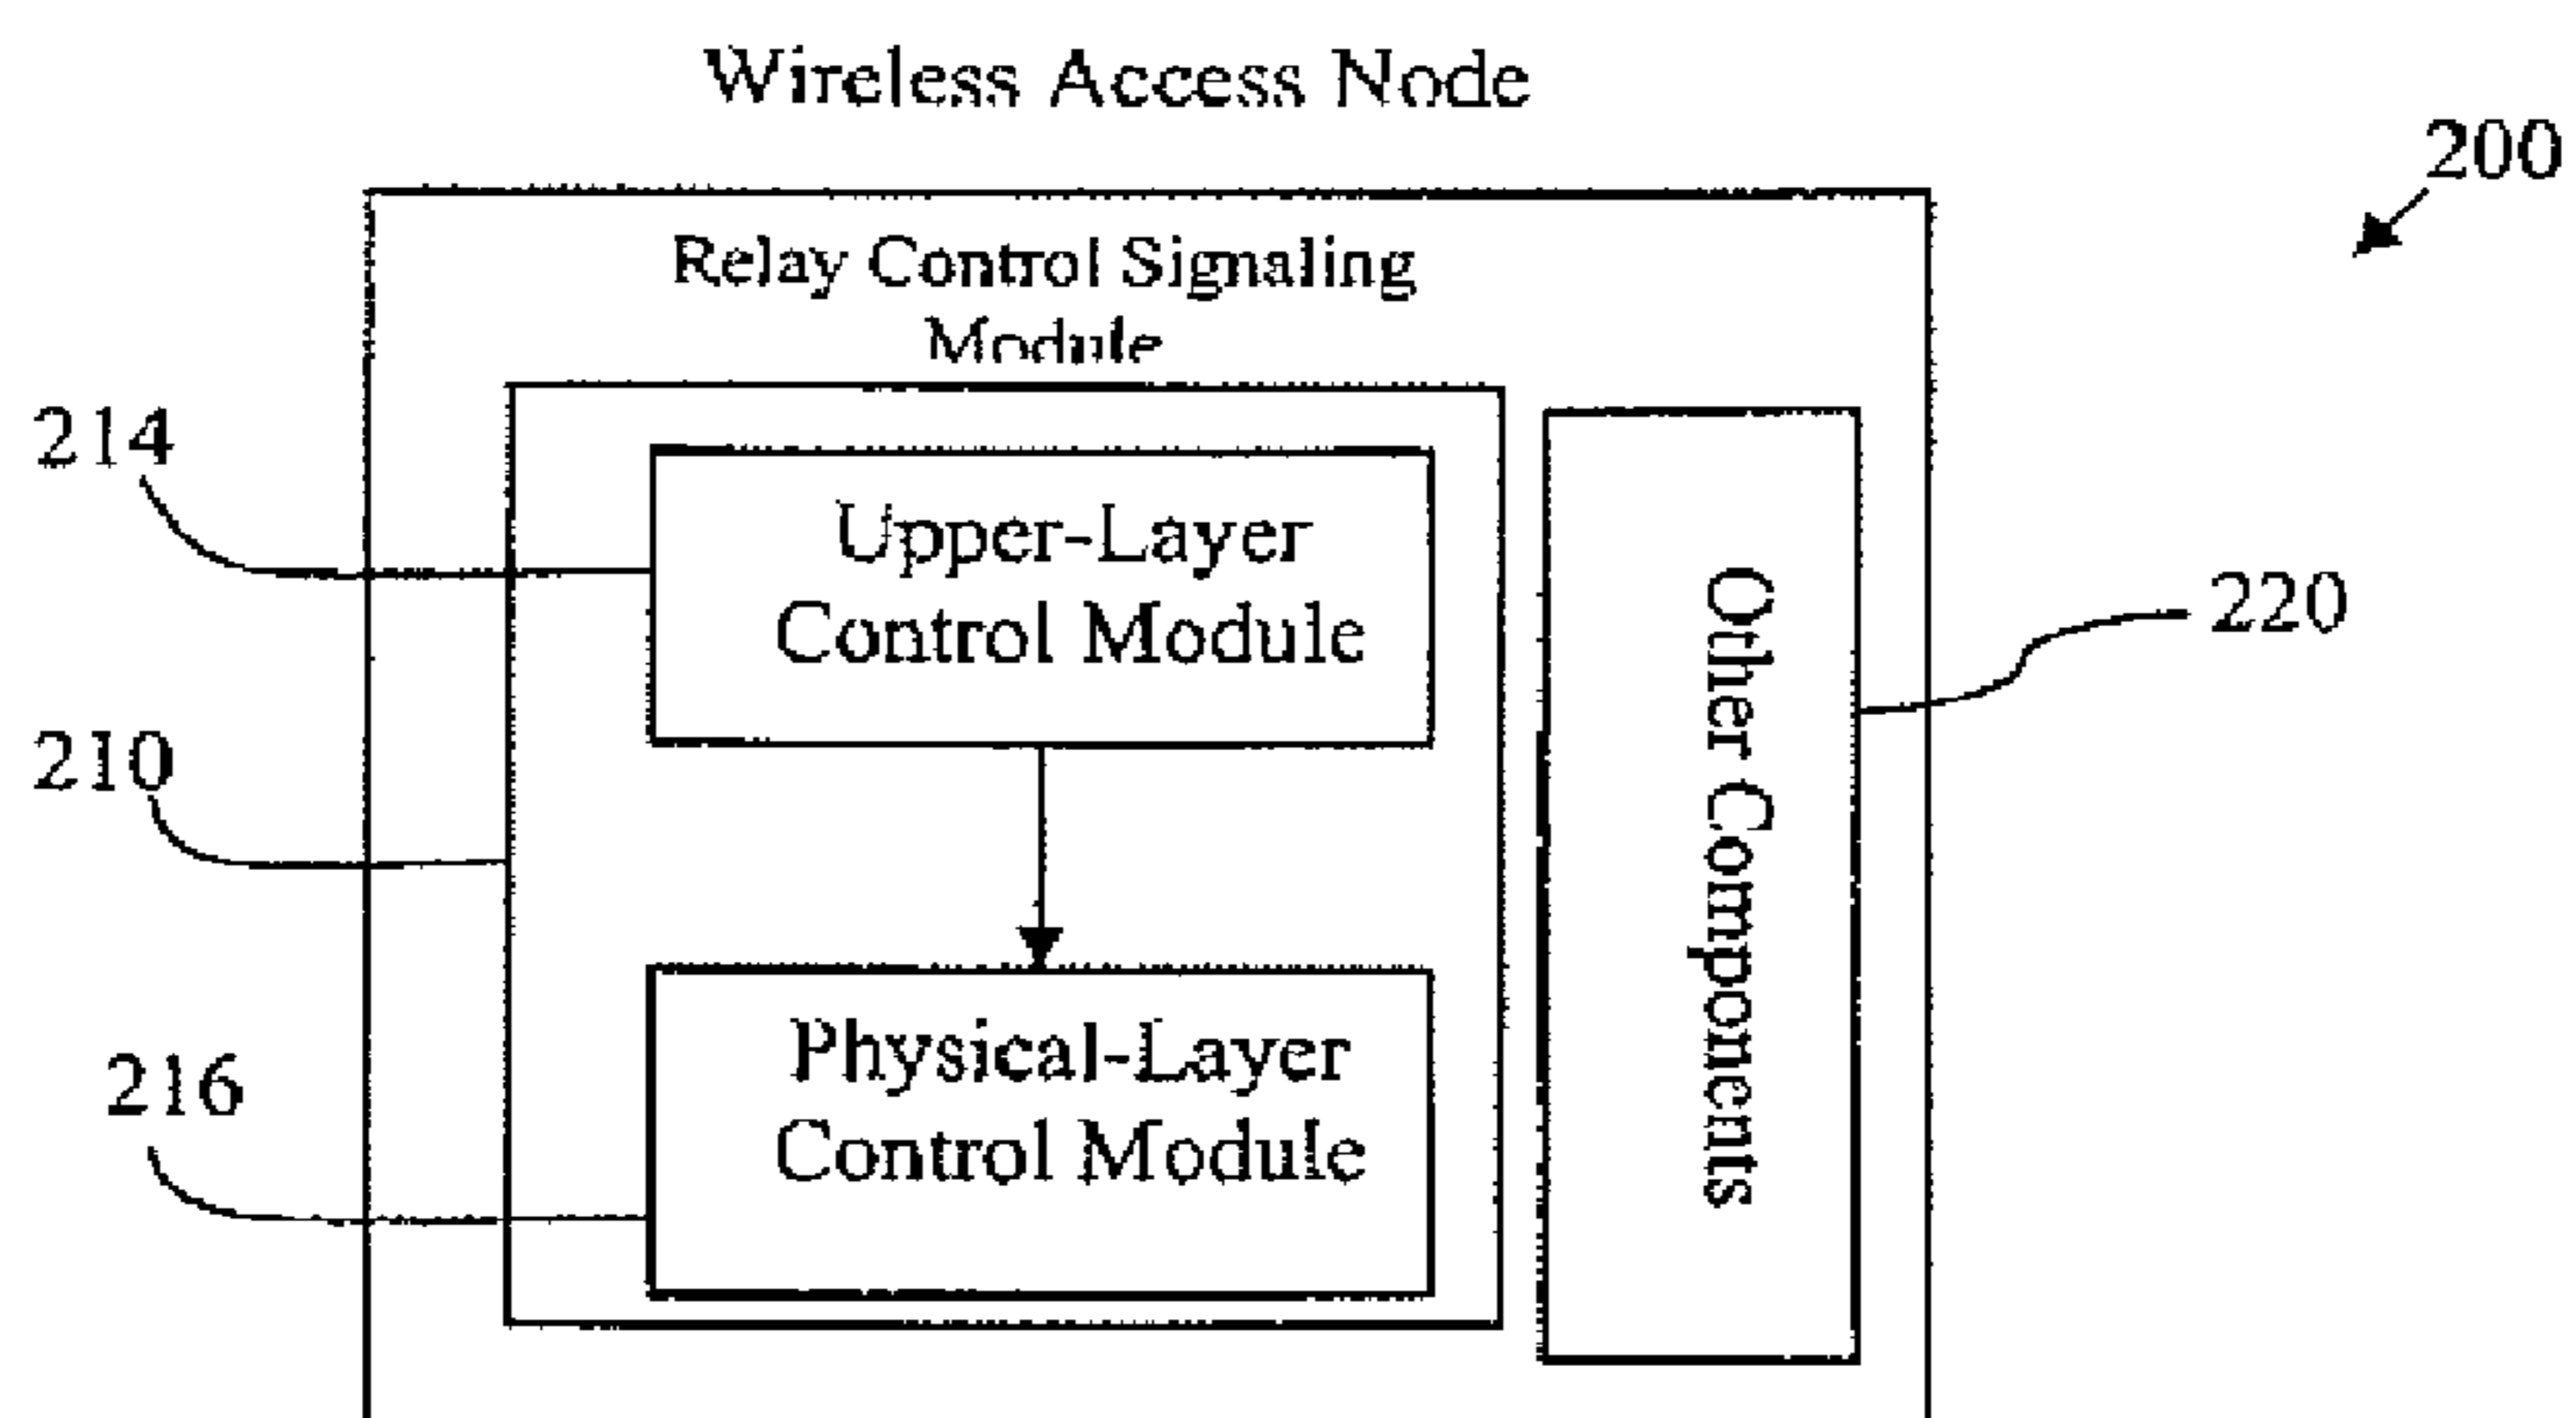 Wireless Access Node
200
Relay Control Signaling
Module
214
Upper-Layer
Control Module
Other Components
220
210
Physical-Layer
Control Module
216